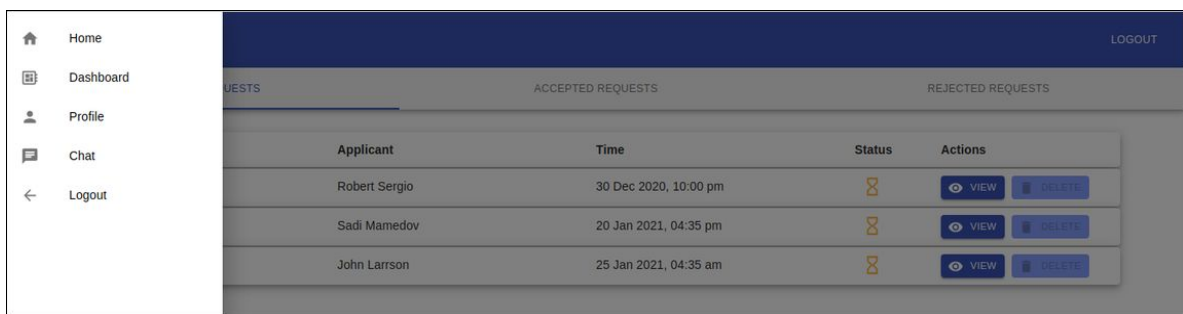 Home
LOGOUT
Dashboard
UESTS ACCEPTED REQUESTS REJECTED REQUESTS
Profile
Chat
Applicant Time Status Actions
Logout
Robert Sergio 30 Dec 2020, 10:00 pm VIEW DELETE
Sadi Mamedov 20 Jan 2021, 04:35 pm VIEW DELETE
John Larrson 25 Jan 2021, 04:35 am VIEW DELETE